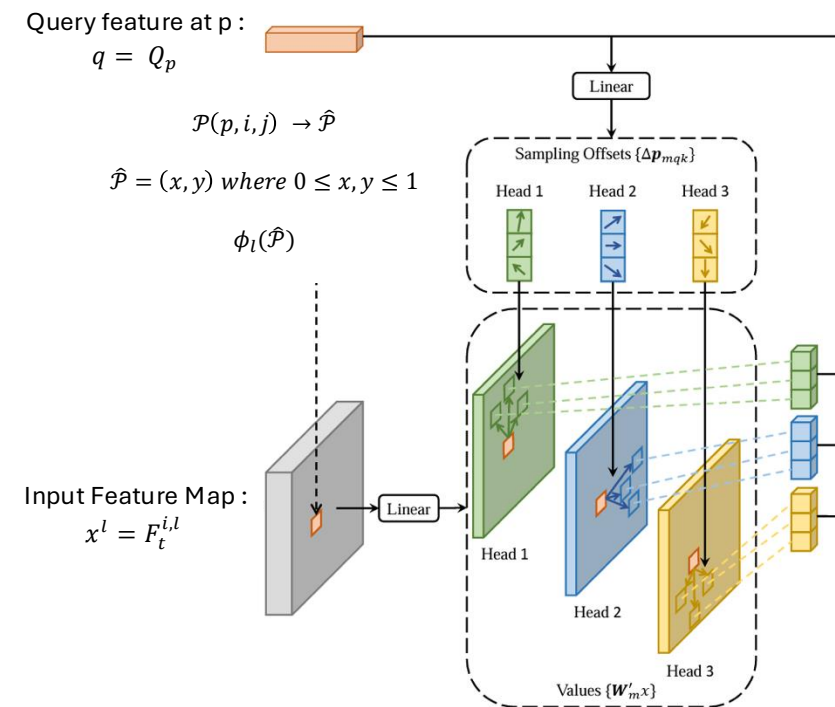 Query feature at p :
q = Q_p
Linear
𝒫(p, i, j) → 𝒫̂
Sampling Offsets {Δ𝒑_mqk}
𝒫̂ = (x, y) where 0 ≤ x, y ≤ 1
Head 1 Head 2 Head 3
ϕ_l(𝒫̂)
Input Feature Map :
x^l = F_t^{i,l}
Linear
Head 1
Head 2
Head 3
Values {𝑾′_m x}